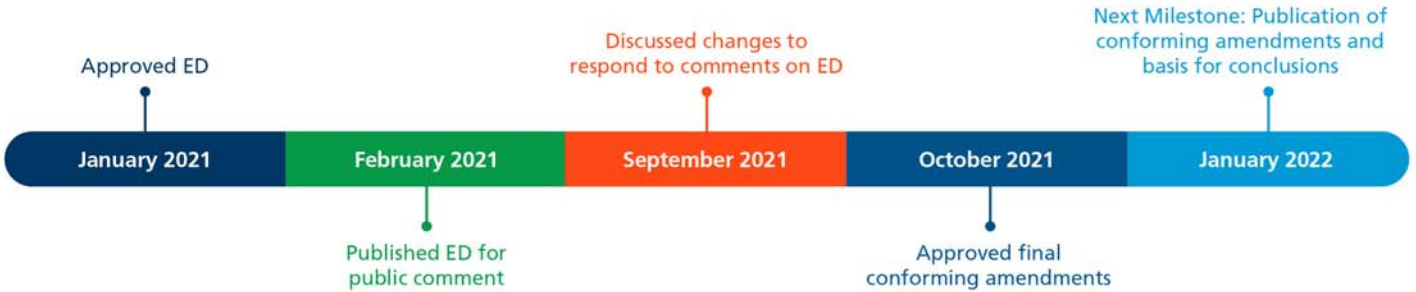 Next Milestone: Publication of
conforming amendments and
basis for conclusions
Discussed changes to
respond to comments on ED
Approved ED
January 2021
February 2021
September 2021
October 2021
January 2022
Published ED for
public comment
Approved final
conforming amendments